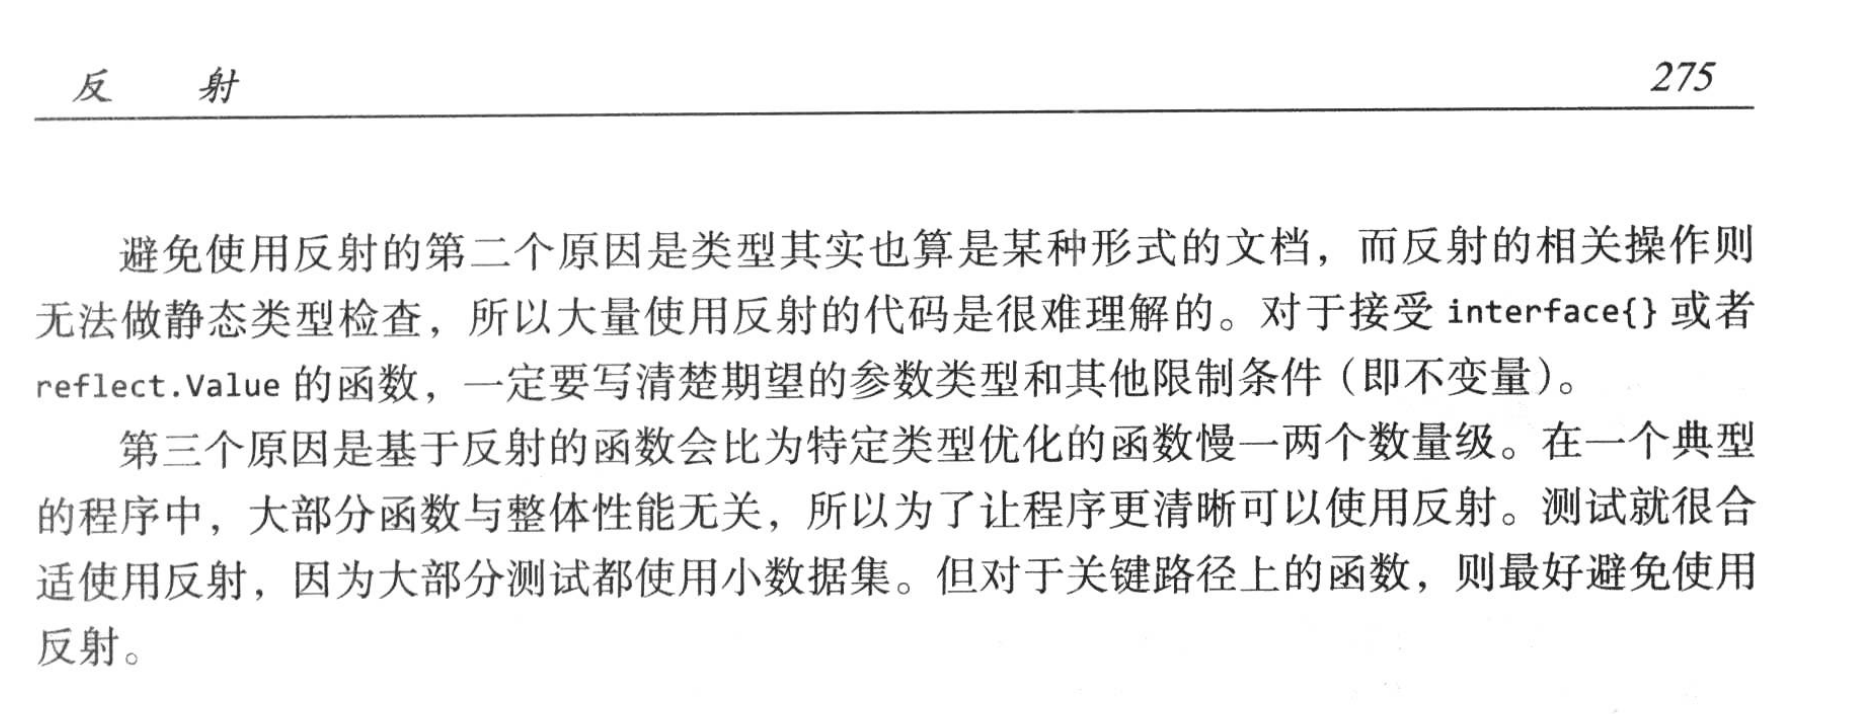 反 射 275
避免使用反射的第二个原因是类型其实也算是某种形式的文档，而反射的相关操作则
无法做静态类型检查，所以大量使用反射的代码是很难理解的。对于接受 interface{} 或者
reflect.Value 的函数，一定要写清楚期望的参数类型和其他限制条件（即不变量）。
第三个原因是基于反射的函数会比为特定类型优化的函数慢一两个数量级。在一个典型
的程序中，大部分函数与整体性能无关，所以为了让程序更清晰可以使用反射。测试就很合
适使用反射，因为大部分测试都使用小数据集。但对于关键路径上的函数，则最好避免使用
反射。